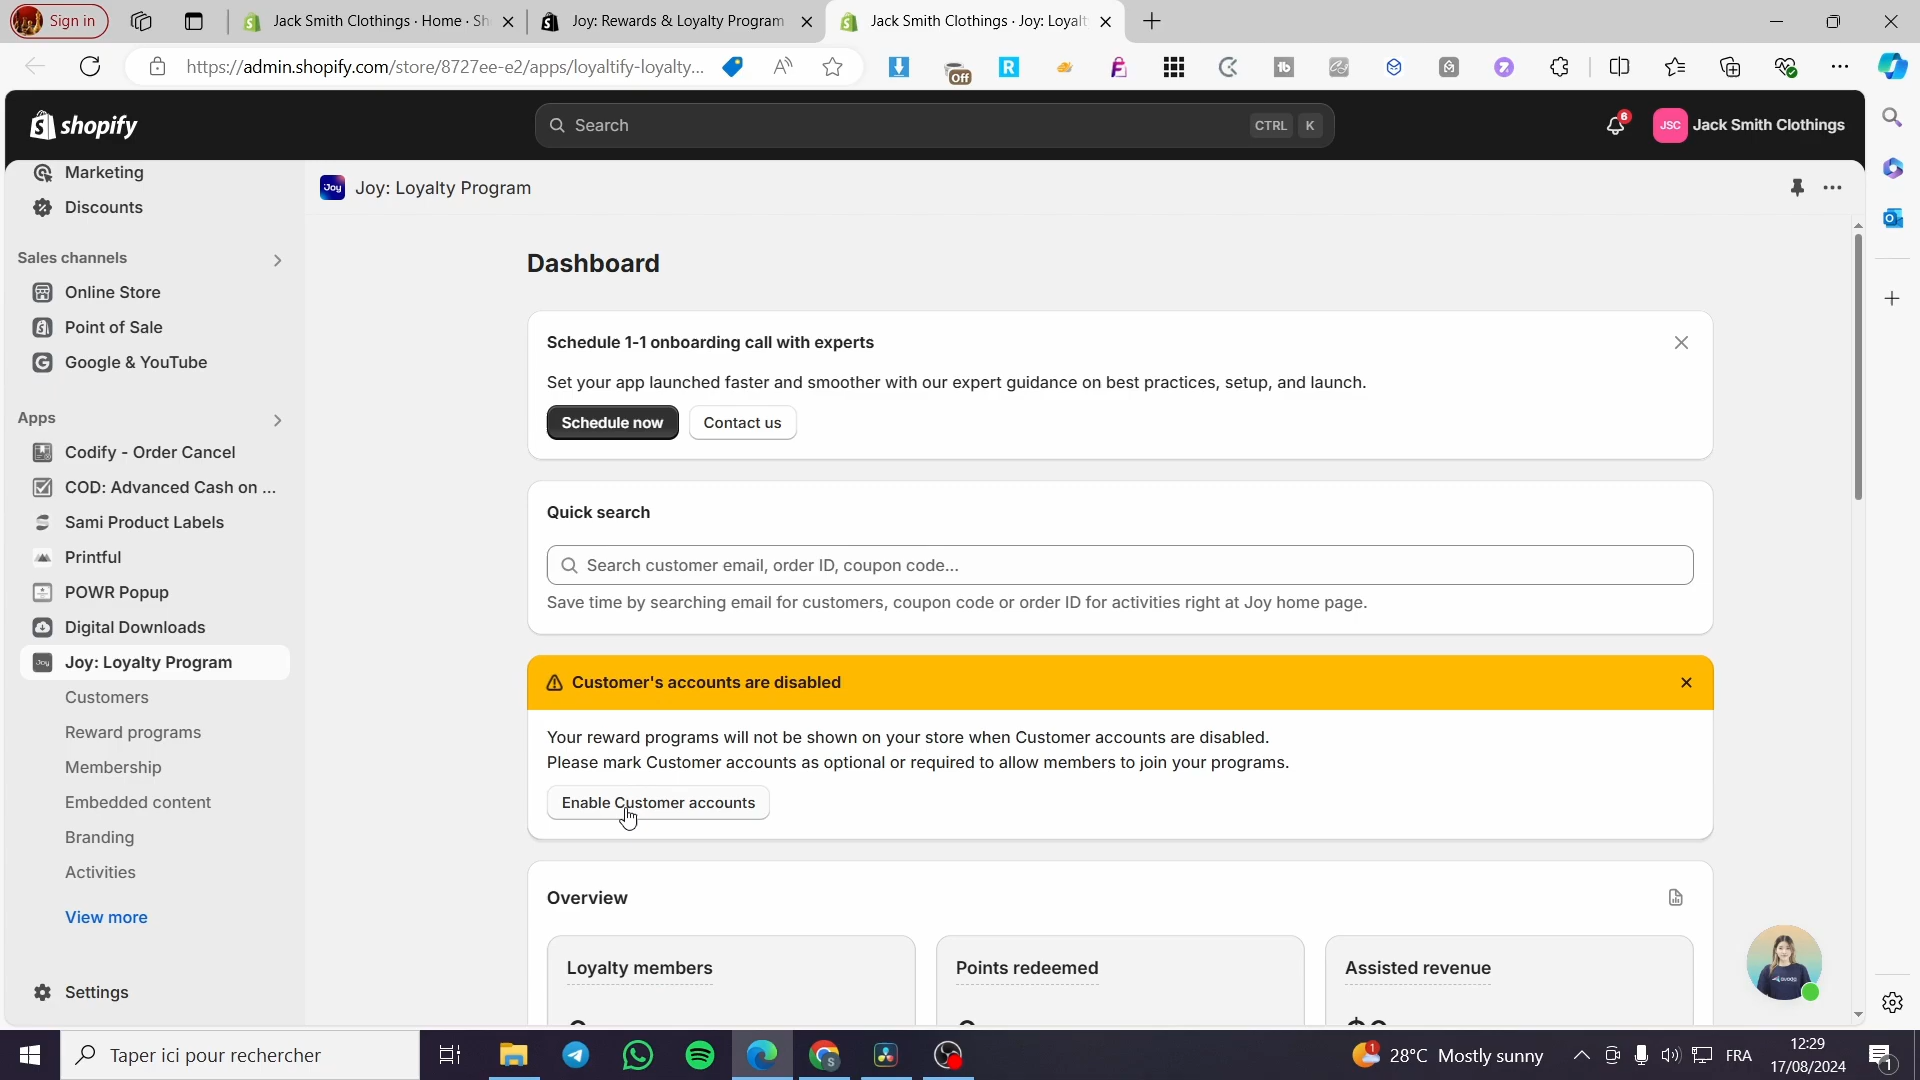 Sign in
Jack Smith Clothings · Home · Sh
Joy: Rewards & Loyalty Program
Jack Smith Clothings · Joy: Loyalt
https://admin.shopify.com/store/8727ee-e2/apps/loyaltify-loyalty...
Off
shopify
Search
CTRL
K
6
JSC
Jack Smith Clothings
Marketing
Discounts
Sales channels
Online Store
Point of Sale
Google & YouTube
Apps
Codify - Order Cancel
COD: Advanced Cash on ...
Sami Product Labels
Printful
POWR Popup
Digital Downloads
Joy: Loyalty Program
Customers
Reward programs
Membership
Embedded content
Branding
Activities
View more
Settings
Joy
Joy: Loyalty Program
Dashboard
Schedule 1-1 onboarding call with experts
Set your app launched faster and smoother with our expert guidance on best practices, setup, and launch.
Schedule now
Contact us
Quick search
Search customer email, order ID, coupon code...
Save time by searching email for customers, coupon code or order ID for activities right at Joy home page.
Customer's accounts are disabled
Your reward programs will not be shown on your store when Customer accounts are disabled.
Please mark Customer accounts as optional or required to allow members to join your programs.
Enable Customer accounts
Overview
Loyalty members
Points redeemed
Assisted revenue
Taper ici pour rechercher
1
28°C Mostly sunny
FRA
12:29
17/08/2024
1